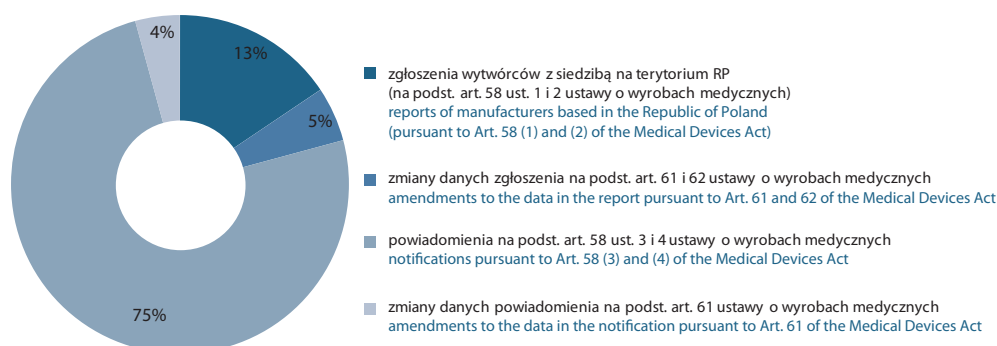 4%
13%
5%
75%
zgłoszenia wytwórców z siedzibą na terytorium RP
(na podst. art. 58 ust. 1 i 2 ustawy o wyrobach medycznych)
reports of manufacturers based in the Republic of Poland
(pursuant to Art. 58 (1) and (2) of the Medical Devices Act)
zmiany danych zgłoszenia na podst. art. 61 i 62 ustawy o wyrobach medycznych
amendments to the data in the report pursuant to Art. 61 and 62 of the Medical Devices Act
powiadomienia na podst. art. 58 ust. 3 i 4 ustawy o wyrobach medycznych
notifications pursuant to Art. 58 (3) and (4) of the Medical Devices Act
zmiany danych powiadomienia na podst. art. 61 ustawy o wyrobach medycznych
amendments to the data in the notification pursuant to Art. 61 of the Medical Devices Act